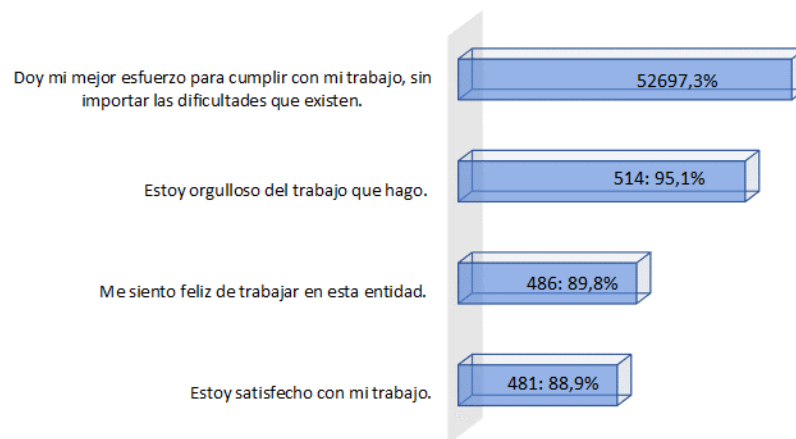 Doy mi mejor esfuerzo para cumplir con mi trabajo, sin
importar las dificultades que existen.
52697,3%
Estoy orgulloso del trabajo que hago.
514: 95,1%
Me siento feliz de trabajar en esta entidad.
486: 89,8%
Estoy satisfecho con mi trabajo.
481: 88,9%